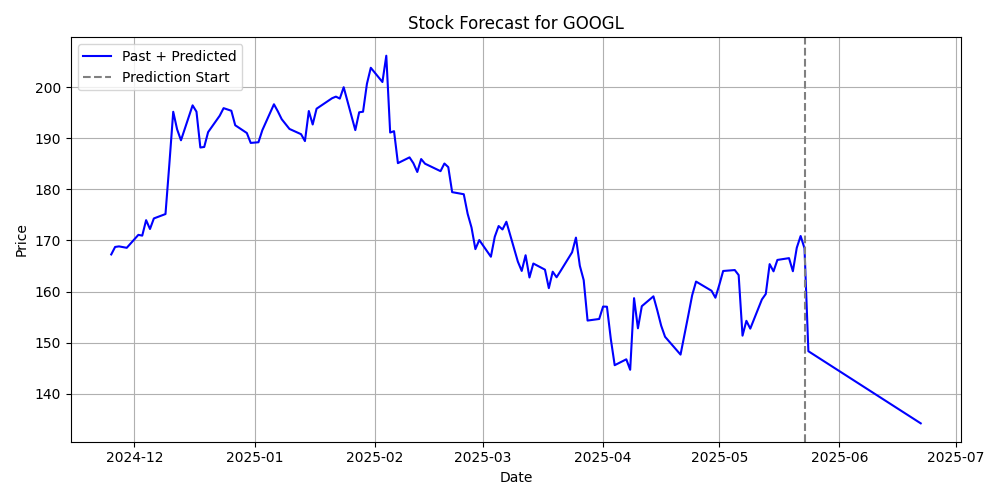 Stock Forecast for GOOGL
Past + Predicted
Prediction Start
Price
200
190
180
170
160
150
140
2024-12 2025-01 2025-02 2025-03 2025-04 2025-05 2025-06 2025-07
Date